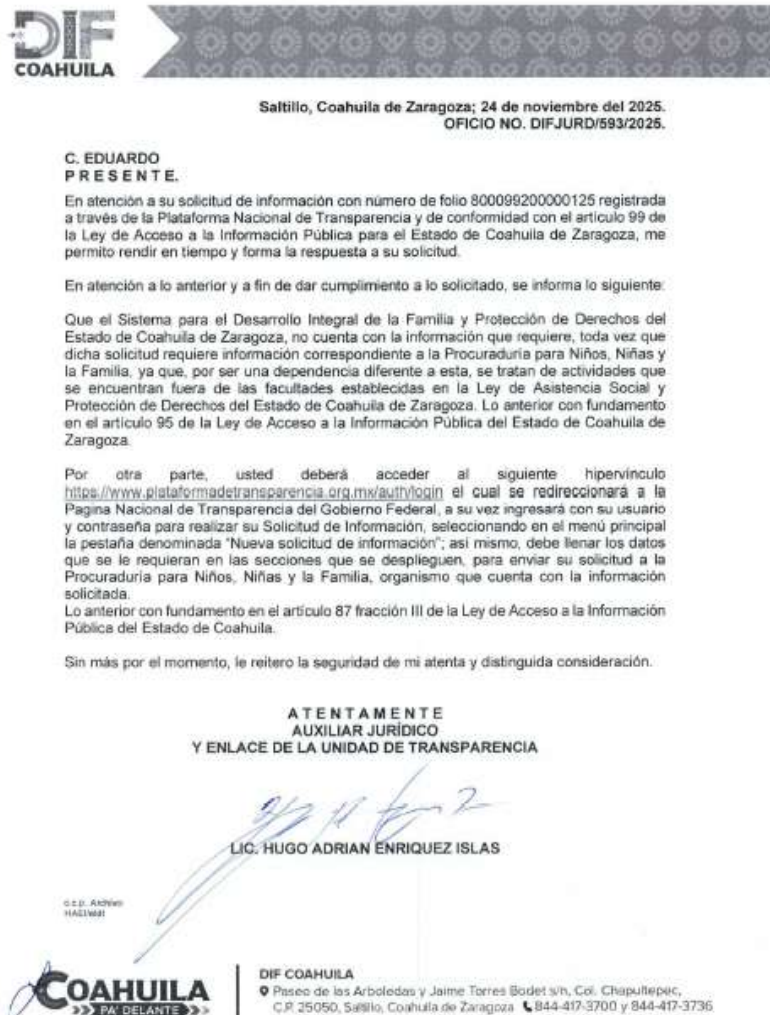 DIF
COAHUILA
Saltillo, Coahuila de Zaragoza; 24 de noviembre del 2025.
OFICIO NO. DIFJURD/593/2025.
C. EDUARDO
P R E S E N T E.
En atención a su solicitud de información con número de folio 800099200000125 registrada
a través de la Plataforma Nacional de Transparencia y de conformidad con el artículo 99 de
la Ley de Acceso a la Información Pública para el Estado de Coahuila de Zaragoza, me
permito rendir en tiempo y forma la respuesta a su solicitud.
En atención a lo anterior y a fin de dar cumplimiento a lo solicitado, se informa lo siguiente:
Que el Sistema para el Desarrollo Integral de la Familia y Protección de Derechos del
Estado de Coahuila de Zaragoza, no cuenta con la información que requiere, toda vez que
dicha solicitud requiere información correspondiente a la Procuraduría para Niños, Niñas y
la Familia, ya que, por ser una dependencia diferente a esta, se tratan de actividades que
se encuentran fuera de las facultades establecidas en la Ley de Asistencia Social y
Protección de Derechos del Estado de Coahuila de Zaragoza. Lo anterior con fundamento
en el artículo 95 de la Ley de Acceso a la Información Pública del Estado de Coahuila de
Zaragoza.
Por otra parte, usted deberá acceder al siguiente hipervínculo
https://www.plataformadetransparencia.org.mx/auth/login el cual se redireccionará a la
Pagina Nacional de Transparencia del Gobierno Federal, a su vez ingresará con su usuario
y contraseña para realizar su Solicitud de Información, seleccionando en el menú principal
la pestaña denominada "Nueva solicitud de información"; así mismo, debe llenar los datos
que se le requieran en las secciones que se desplieguen, para enviar su solicitud a la
Procuraduría para Niños, Niñas y la Familia, organismo que cuenta con la información
solicitada.
Lo anterior con fundamento en el artículo 87 fracción III de la Ley de Acceso a la Información
Pública del Estado de Coahuila.
Sin más por el momento, le reitero la seguridad de mi atenta y distinguida consideración.
A T E N T A M E N T E
AUXILIAR JURÍDICO
Y ENLACE DE LA UNIDAD DE TRANSPARENCIA
LIC. HUGO ADRIAN ENRIQUEZ ISLAS
c.c.p. Archivo
COAHUILA
PA' DELANTE
DIF COAHUILA
Paseo de las Arboledas y Jaime Torres Bodet s/n, Col. Chapultepec,
C.P. 25050, Saltillo, Coahuila de Zaragoza 844-417-3700 y 844-417-3736